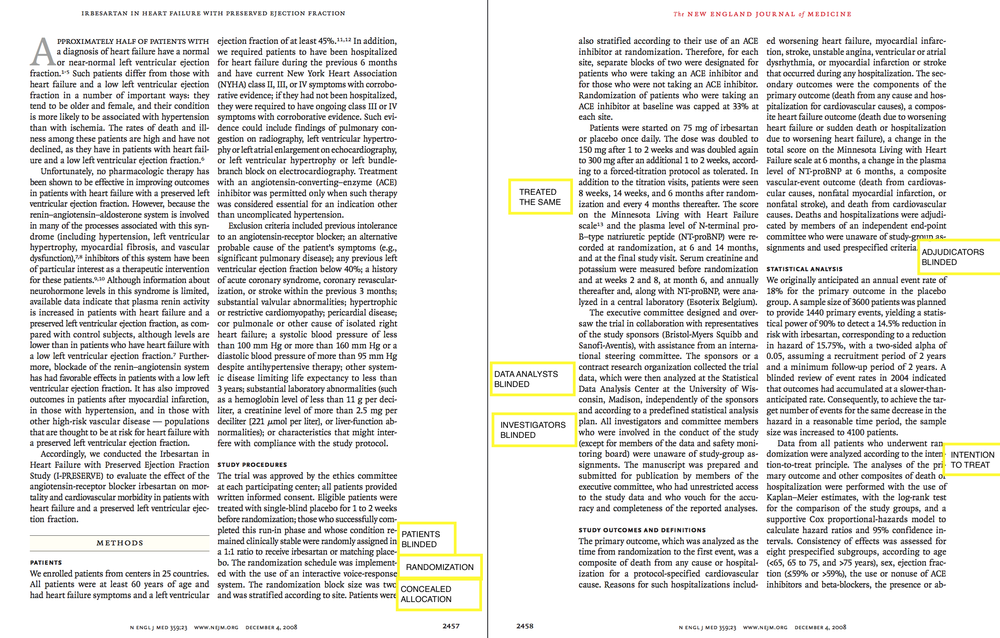 IRBESARTAN IN HEART FAILURE WITH PRESERVED EJECTION FRACTION
APPROXIMATELY HALF OF PATIENTS WITH
a diagnosis of heart failure have a normal
or near-normal left ventricular ejection
fraction.1-5 Such patients differ from those with
heart failure and a low left ventricular ejection
fraction in a number of important ways: they
tend to be older and female, and their condition
is more likely to be associated with hypertension
than with ischemia. The rates of death and ill-
ness among these patients are high and have not
declined, as they have in patients with heart fail-
ure and a low left ventricular ejection fraction.6
Unfortunately, no pharmacologic therapy has
been shown to be effective in improving outcomes
in patients with heart failure with a preserved left
ventricular ejection fraction. However, because the
renin–angiotensin–aldosterone system is involved
in many of the processes associated with this syn-
drome (including hypertension, left ventricular
hypertrophy, myocardial fibrosis, and vascular
dysfunction),7,8 inhibitors of this system have been
of particular interest as a therapeutic intervention
for these patients.9,10 Although information about
neurohormone levels in this syndrome is limited,
available data indicate that plasma renin activity
is increased in patients with heart failure and a
preserved left ventricular ejection fraction, as com-
pared with control subjects, although levels are
lower than in patients who have heart failure with
a low left ventricular ejection fraction.7 Further-
more, blockade of the renin–angiotensin system
has had favorable effects in patients with a low left
ventricular ejection fraction. It has also improved
outcomes in patients after myocardial infarction,
in those with hypertension, and in those with
other high-risk vascular disease — populations
that are thought to be at risk for heart failure with
a preserved left ventricular ejection fraction.
Accordingly, we conducted the Irbesartan in
Heart Failure with Preserved Ejection Fraction
Study (I-PRESERVE) to evaluate the effect of the
angiotensin-receptor blocker irbesartan on mor-
tality and cardiovascular morbidity in patients with
heart failure and a preserved left ventricular ejec-
tion fraction.
METHODS
PATIENTS
We enrolled patients from centers in 25 countries.
All patients were at least 60 years of age and
had heart failure symptoms and a left ventricular
ejection fraction of at least 45%.11,12 In addition,
we required patients to have been hospitalized
for heart failure during the previous 6 months
and have current New York Heart Association
(NYHA) class II, III, or IV symptoms with corrobo-
rative evidence; if they had not been hospitalized,
they were required to have ongoing class III or IV
symptoms with corroborative evidence. Such evi-
dence could include findings of pulmonary con-
gestion on radiography, left ventricular hypertro-
phy or left atrial enlargement on echocardiography,
or left ventricular hypertrophy or left bundle-
branch block on electrocardiography. Treatment
with an angiotensin-converting–enzyme (ACE)
inhibitor was permitted only when such therapy
was considered essential for an indication other
than uncomplicated hypertension.
Exclusion criteria included previous intolerance
to an angiotensin-receptor blocker; an alternative
probable cause of the patient's symptoms (e.g.,
significant pulmonary disease); any previous left
ventricular ejection fraction below 40%; a history
of acute coronary syndrome, coronary revascular-
ization, or stroke within the previous 3 months;
substantial valvular abnormalities; hypertrophic
or restrictive cardiomyopathy; pericardial disease;
cor pulmonale or other cause of isolated right
heart failure; a systolic blood pressure of less
than 100 mm Hg or more than 160 mm Hg or a
diastolic blood pressure of more than 95 mm Hg
despite antihypertensive therapy; other system-
ic disease limiting life expectancy to less than
3 years; substantial laboratory abnormalities (such
as a hemoglobin level of less than 11 g per deci-
liter, a creatinine level of more than 2.5 mg per
deciliter [221 μmol per liter], or liver-function ab-
normalities); or characteristics that might inter-
fere with compliance with the study protocol.
STUDY PROCEDURES
The trial was approved by the ethics committee
at each participating center; all patients provided
written informed consent. Eligible patients were
treated with single-blind placebo for 1 to 2 weeks
before randomization; those who successfully com-
pleted this run-in phase and whose condition re-
mained clinically stable were randomly assigned in
a 1:1 ratio to receive irbesartan or matching place-
bo. The randomization schedule was implement-
ed with the use of an interactive voice-response
system. The randomization block size was two
and was stratified according to site. Patients were
PATIENTS
BLINDED
RANDOMIZATION
CONCEALED
ALLOCATION
N ENGL J MED 359;23 WWW.NEJM.ORG DECEMBER 4, 2008
2457
The NEW ENGLAND JOURNAL of MEDICINE
TREATED
THE SAME
DATA ANALYSTS
BLINDED
INVESTIGATORS
BLINDED
also stratified according to their use of an ACE
inhibitor at randomization. Therefore, for each
site, separate blocks of two were designated for
patients who were taking an ACE inhibitor and
for those who were not taking an ACE inhibitor.
Randomization of patients who were taking an
ACE inhibitor at baseline was capped at 33% at
each site.
Patients were started on 75 mg of irbesartan
or placebo once daily. The dose was doubled to
150 mg after 1 to 2 weeks and was doubled again
to 300 mg after an additional 1 to 2 weeks, accord-
ing to a forced-titration protocol as tolerated. In
addition to the titration visits, patients were seen
8 weeks, 14 weeks, and 6 months after random-
ization and every 4 months thereafter. The score
on the Minnesota Living with Heart Failure
scale13 and the plasma level of N-terminal pro-
B–type natriuretic peptide (NT-proBNP) were re-
corded at randomization, at 6 and 14 months,
and at the final study visit. Serum creatinine and
potassium were measured before randomization
and at weeks 2 and 8, at month 6, and annually
thereafter and, along with NT-proBNP, were ana-
lyzed in a central laboratory (Esoterix Belgium).
The executive committee designed and over-
saw the trial in collaboration with representatives
of the study sponsors (Bristol-Myers Squibb and
Sanofi-Aventis), with assistance from an interna-
tional steering committee. The sponsors or a
contract research organization collected the trial
data, which were then analyzed at the Statistical
Data Analysis Center at the University of Wis-
consin, Madison, independently of the sponsors
and according to a predefined statistical analysis
plan. All investigators and committee members
who were involved in the conduct of the study
(except for members of the data and safety moni-
toring board) were unaware of study-group as-
signments. The manuscript was prepared and
submitted for publication by members of the
executive committee, who had unrestricted access
to the study data and who vouch for the accu-
racy and completeness of the reported analyses.
STUDY OUTCOMES AND DEFINITIONS
The primary outcome, which was analyzed as the
time from randomization to the first event, was a
composite of death from any cause or hospital-
ization for a protocol-specified cardiovascular
cause. Reasons for such hospitalizations includ-
ed worsening heart failure, myocardial infarc-
tion, stroke, unstable angina, ventricular or atrial
dysrhythmia, or myocardial infarction or stroke
that occurred during any hospitalization. The sec-
ondary outcomes were the components of the
primary outcome (death from any cause and hos-
pitalization for cardiovascular causes), a compos-
ite heart failure outcome (death due to worsening
heart failure or sudden death or hospitalization
due to worsening heart failure), a change in the
total score on the Minnesota Living with Heart
Failure scale at 6 months, a change in the plasma
level of NT-proBNP at 6 months, a composite
vascular-event outcome (death from cardiovas-
cular causes, nonfatal myocardial infarction, or
nonfatal stroke), and death from cardiovascular
causes. Deaths and hospitalizations were adjudi-
cated by members of an independent end-point
committee who were unaware of study-group as-
signments and used prespecified criteria.
ADJUDICATORS
BLINDED
STATISTICAL ANALYSIS
We originally anticipated an annual event rate of
18% for the primary outcome in the placebo
group. A sample size of 3600 patients was planned
to provide 1440 primary events, yielding a statis-
tical power of 90% to detect a 14.5% reduction in
risk with irbesartan, corresponding to a reduction
in hazard of 15.75%, with a two-sided alpha of
0.05, assuming a recruitment period of 2 years
and a minimum follow-up period of 2 years. A
blinded review of event rates in 2004 indicated
that outcomes had accumulated at a slower-than-
anticipated rate. Consequently, to achieve the tar-
get number of events for the same decrease in the
hazard in a reasonable time period, the sample
size was increased to 4100 patients.
Data from all patients who underwent ran-
domization were analyzed according to the inten-
tion-to-treat principle. The analyses of the pri-
mary outcome and other composites of death or
hospitalization were performed with the use of
Kaplan–Meier estimates, with the log-rank test
for the comparison of the study groups, and a
supportive Cox proportional-hazards model to
calculate hazard ratios and 95% confidence in-
tervals. Consistency of effects was assessed for
eight prespecified subgroups, according to age
(<65, 65 to 75, and >75 years), sex, ejection frac-
tion (≤59% or >59%), the use or nonuse of ACE
inhibitors and beta-blockers, the presence or ab-
INTENTION
TO TREAT
2458
N ENGL J MED 359;23 WWW.NEJM.ORG DECEMBER 4, 2008